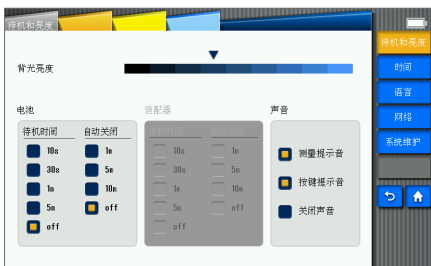 待机和亮度
待机和亮度
背光亮度
时间
语言
网络
系统维护
电池
适配器
声音
待机时间 自动关闭
待机时间 自动关闭
10s 1m
10s 1m
测量提示音
30s 5m
30s 5m
按键提示音
1m 10m
1m 10m
关闭声音
5m off
5m off
off
off